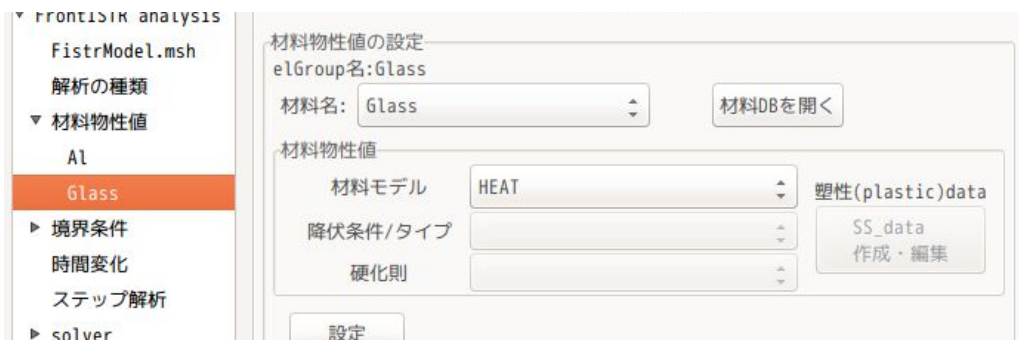 FrontISTR analysis
FistrModel.msh
解析の種類
材料物性値
Al
Glass
境界条件
時間変化
ステップ解析
solver
材料物性値の設定
elGroup名:Glass
材料名: Glass 材料DBを開く
材料物性値
材料モデル HEAT 塑性(plastic)data
降伏条件/タイプ SS_data
作成・編集
硬化則
設定